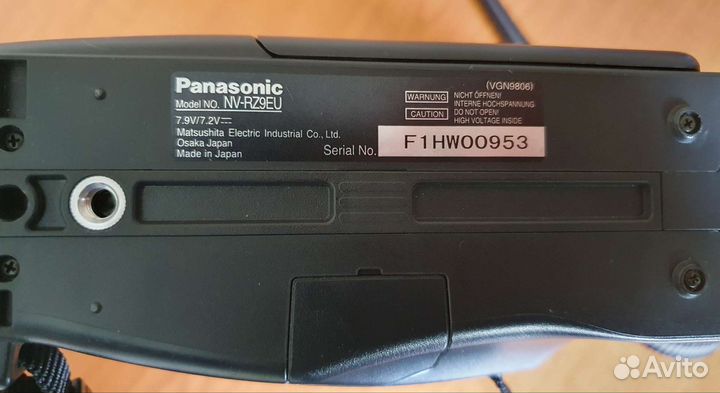 Panasonic
MODEL NO. NV-RZ9EU
7.9V/7.2V⎓
Matsushita Electric Industrial Co., Ltd.
Osaka Japan
Made in Japan
Serial No. F1HW00953
(VGN9806)
WARNING NICHT ÖFFNEN!
INTERNE HOCHSPANNUNG
CAUTION DO NOT OPEN!
HIGH VOLTAGE INSIDE
Avito